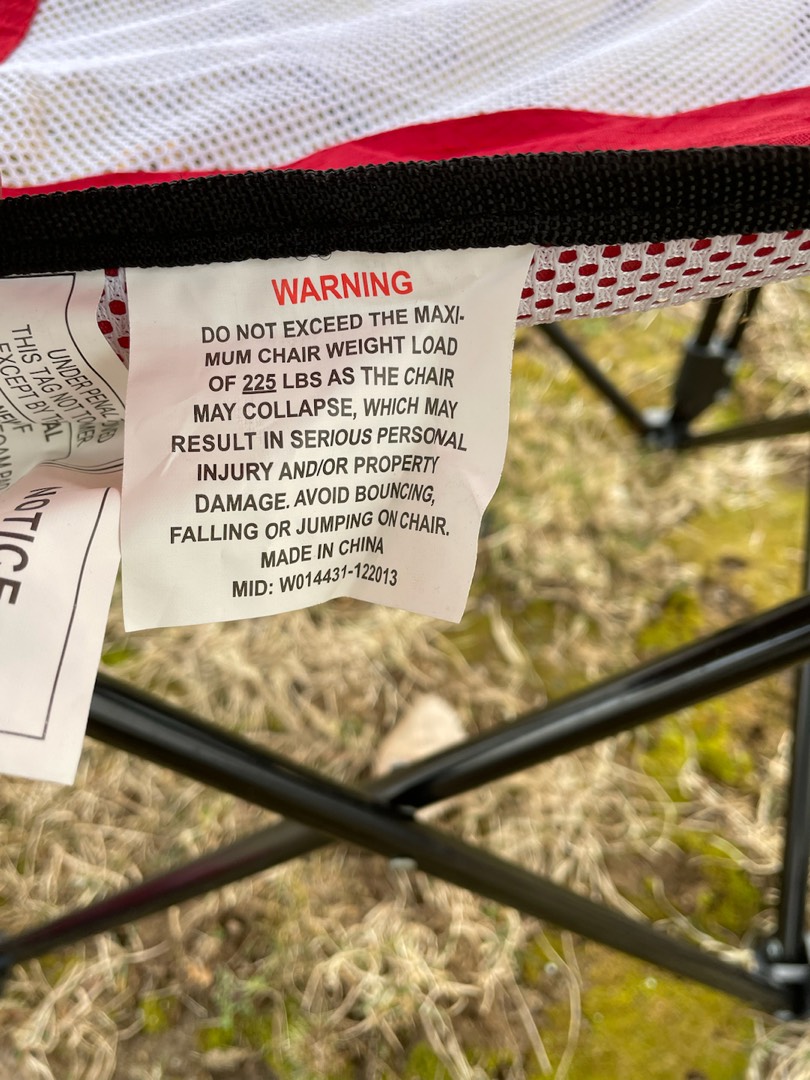 WARNING
DO NOT EXCEED THE MAXI-
MUM CHAIR WEIGHT LOAD
OF 225 LBS AS THE CHAIR
MAY COLLAPSE, WHICH MAY
RESULT IN SERIOUS PERSONAL
INJURY AND/OR PROPERTY
DAMAGE. AVOID BOUNCING,
FALLING OR JUMPING ON CHAIR.
MADE IN CHINA
MID: W014431-122013
UNDER PENAL
THIS TAG NOT T
EXCEPT BY T
NOTICE